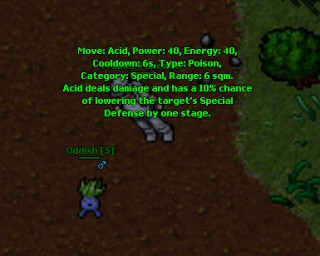 Move: Acid, Power: 40, Energy: 40,
Cooldown: 6s, Type: Poison,
Category: Special, Range: 6 sqm.
Acid deals damage and has a 10% chance
of lowering the target's Special
Defense by one stage.
Oddish [5]